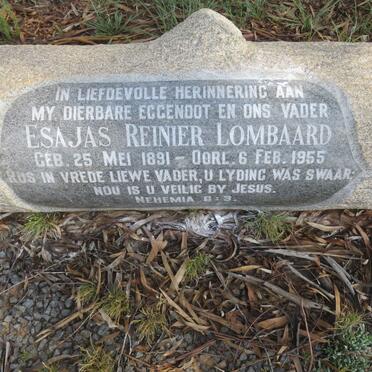 IN LIEFDEVOLLE HERINNERING AAN
MY DIERBARE EGGENOOT EN ONS VADER
ESAJAS REINIER LOMBAARD
GEB. 25 MEI 1891 - OORL. 6 FEB. 1955
RUS IN VREDE LIEWE VADER, U LYDING WAS SWAAR;
NOU IS U VEILIG BY JESUS.
NEHEMIA 8:3.